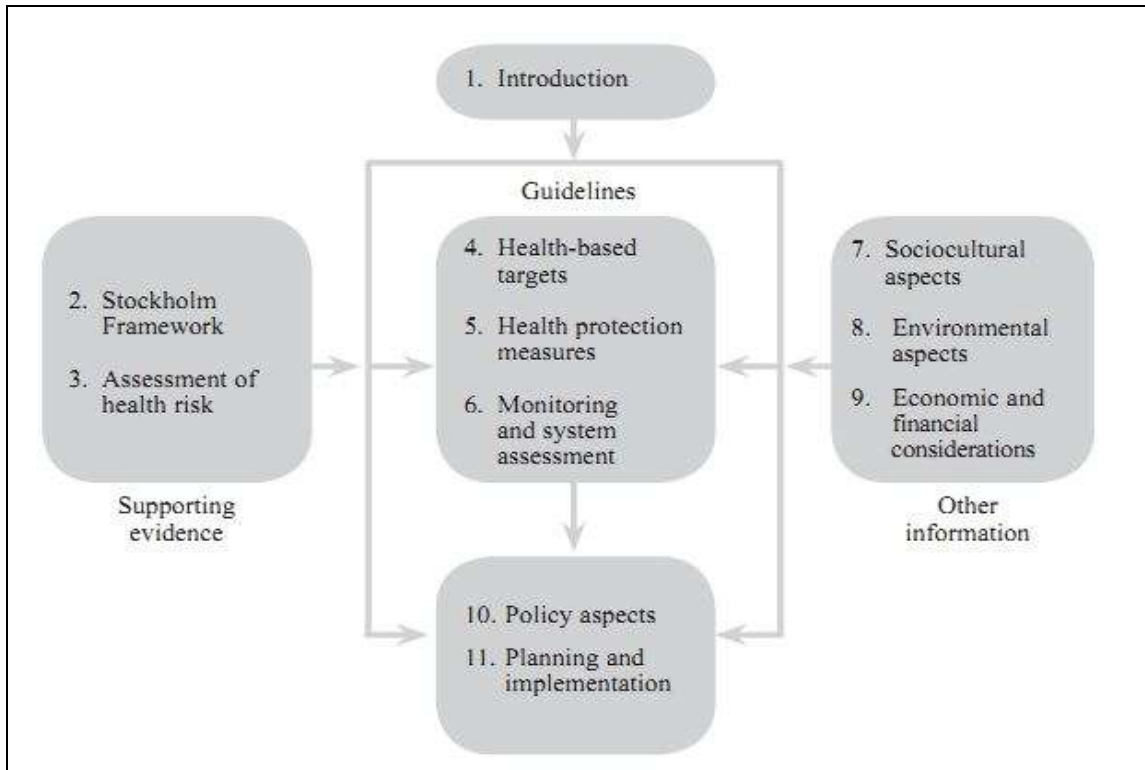 1. Introduction
Guidelines
2. Stockholm
Framework
3. Assessment of
health risk
Supporting
evidence
4. Health-based
targets
5. Health protection
measures
6. Monitoring
and system
assessment
7. Sociocultural
aspects
8. Environmental
aspects
9. Economic and
financial
considerations
Other
information
10. Policy aspects
11. Planning and
implementation